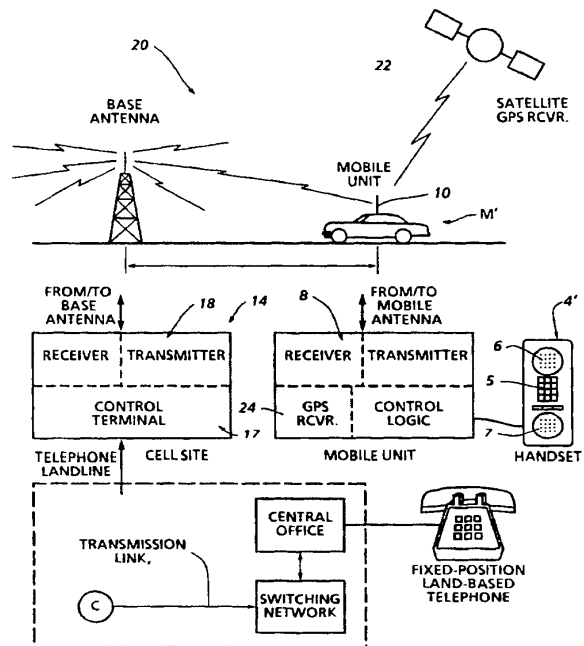 20
22
BASE
ANTENNA
SATELLITE
GPS RCVR.
MOBILE
UNIT
10
M'
FROM/TO
BASE
ANTENNA
18
14
8
FROM/TO
MOBILE
ANTENNA
4'
RECEIVER
TRANSMITTER
RECEIVER
TRANSMITTER
6
5
CONTROL
TERMINAL
24
GPS
RCVR.
CONTROL
LOGIC
17
7
TELEPHONE
LANDLINE
CELL SITE
MOBILE UNIT
HANDSET
CENTRAL
OFFICE
TRANSMISSION
LINK,
FIXED-POSITION
LAND-BASED
TELEPHONE
C
SWITCHING
NETWORK